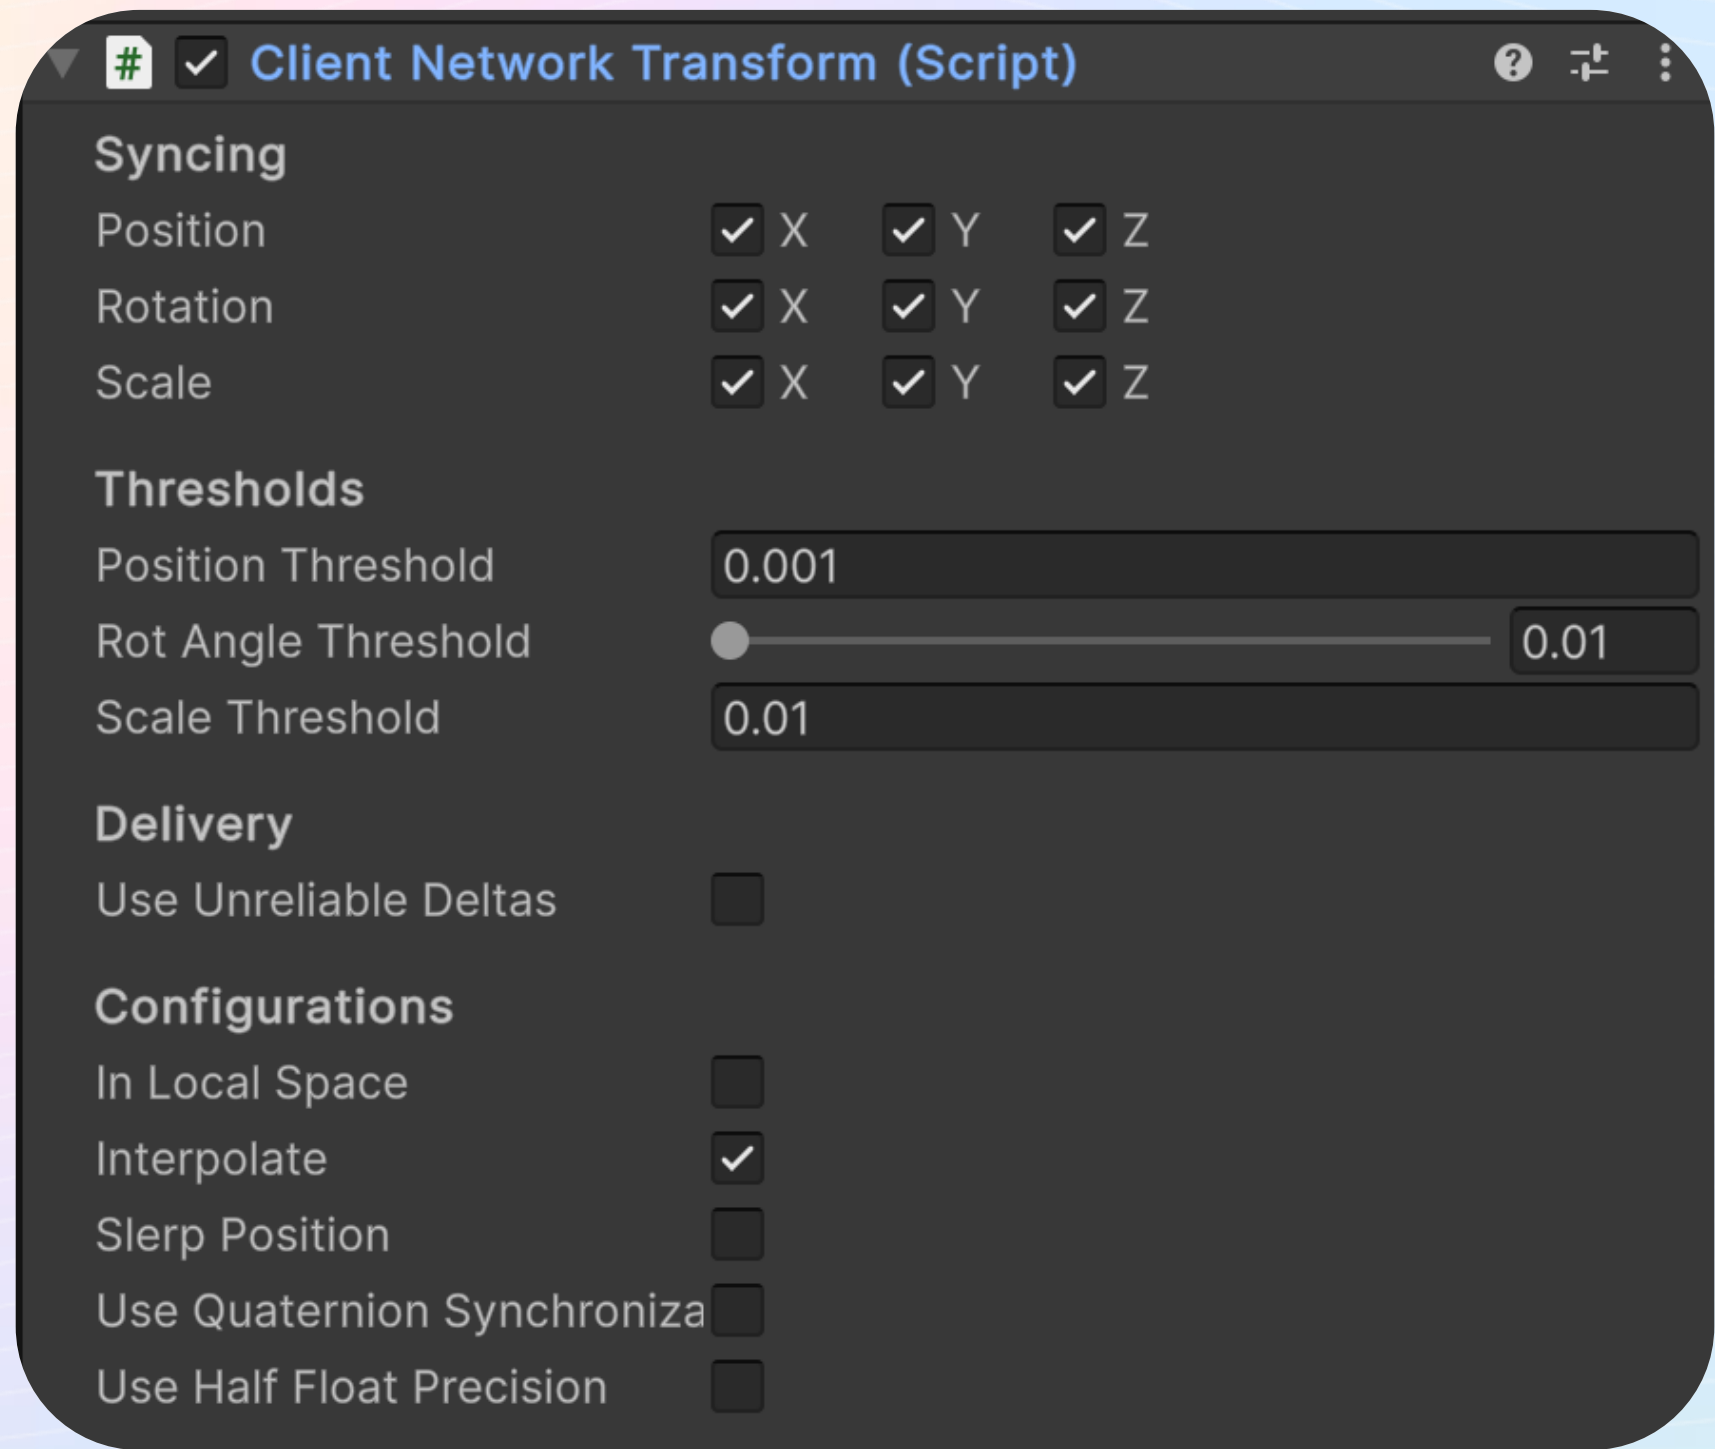 # Client Network Transform (Script)
Syncing
Position X Y Z
Rotation X Y Z
Scale X Y Z
Thresholds
Position Threshold 0.001
Rot Angle Threshold 0.01
Scale Threshold 0.01
Delivery
Use Unreliable Deltas
Configurations
In Local Space
Interpolate
Slerp Position
Use Quaternion Synchroniza
Use Half Float Precision